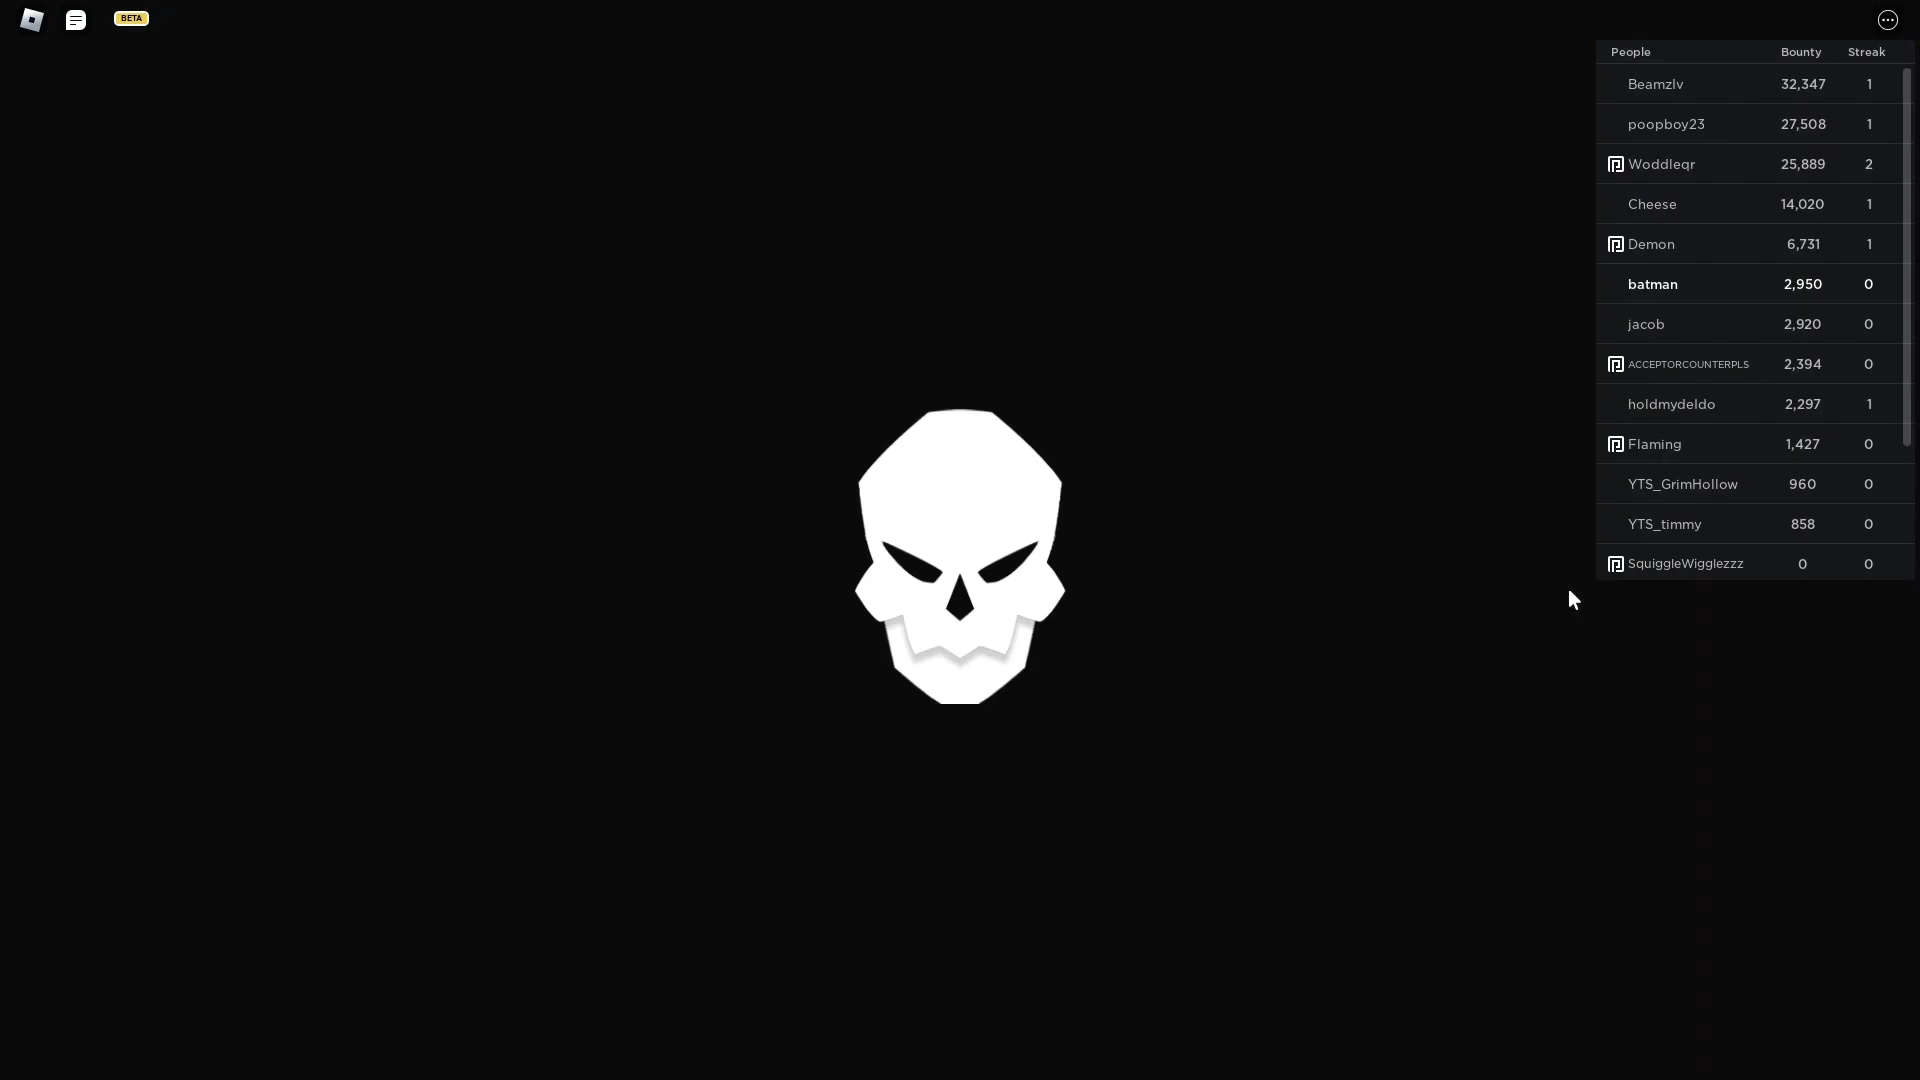 BETA
People Bounty Streak
Beamzlv 32,347 1
poopboy23 27,508 1
Woddleqr 25,889 2
Cheese 14,020 1
Demon 6,731 1
batman 2,950 0
jacob 2,920 0
ACCEPTORCOUNTERPLS 2,394 0
holmydeldo 2,297 1
Flaming 1,427 0
YTS_GrimHollow 960 0
YTS_timmy 858 0
SquiggleWigglezzz 0 0